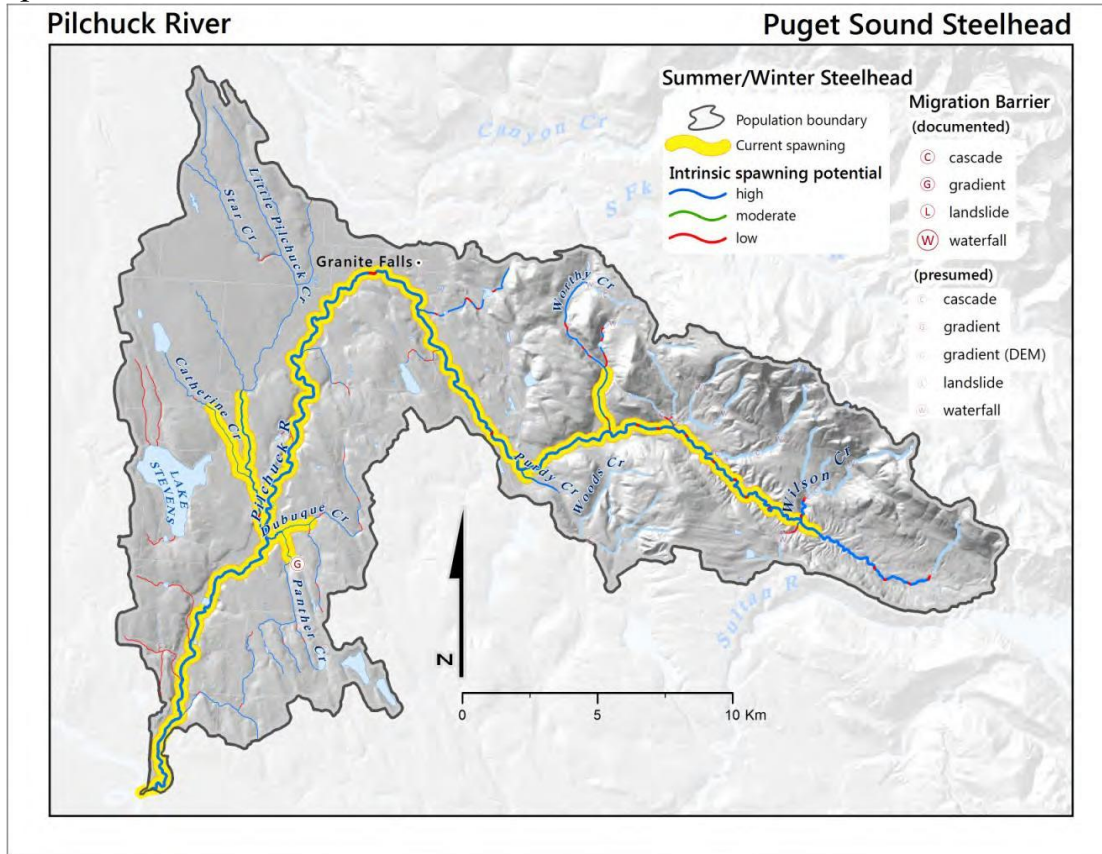 Pilchuck River
Puget Sound Steelhead
Summer/Winter Steelhead
Population boundary
Current spawning
Intrinsic spawning potential
high
moderate
low
Migration Barrier
(documented)
C cascade
G gradient
L landslide
W waterfall
(presumed)
cascade
gradient
gradient (DEM)
landslide
waterfall
Canyon Cr
S Fk
Little Pilchuck Cr
Star Cr
Granite Falls
Worthy Cr
Catherine Cr
Pilchuck R
LAKE
STEVENS
Purdy Cr
Woods Cr
Wilson Cr
Dubuque Cr
G
Panther Cr
Sultan R
N
0 5 10 Km